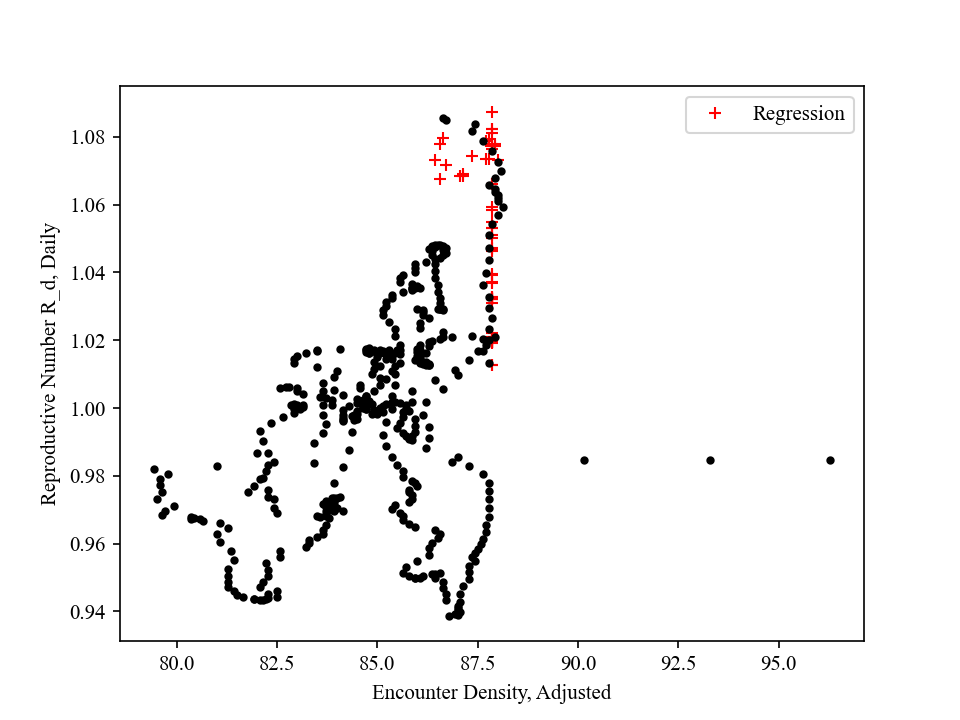 Regression
1.08
1.06
1.04
1.02
1.00
0.98
0.96
0.94
Reproductive Number R_d, Daily
80.0 82.5 85.0 87.5 90.0 92.5 95.0
Encounter Density, Adjusted